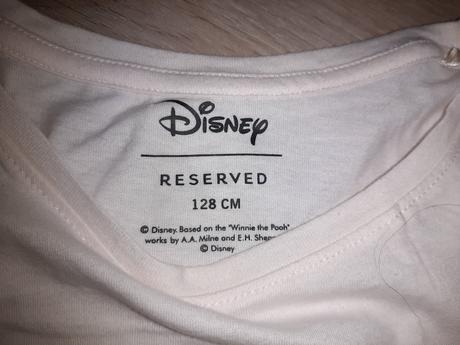 Disney
RESERVED
128 CM
© Disney. Based on the "Winnie the Pooh"
works by A.A. Milne and E.H.
© Disney